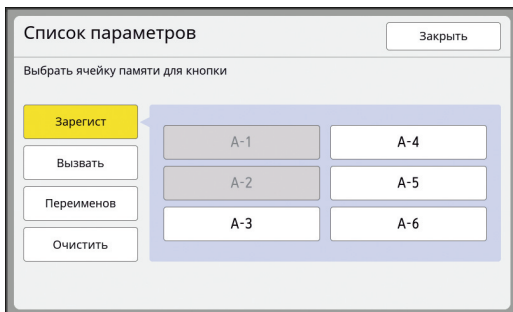 Список параметров
Закрыть
Выбрать ячейку памяти для кнопки
Зарегист
Вызвать
Переименов
Очистить
A-1
A-4
A-2
A-5
A-3
A-6